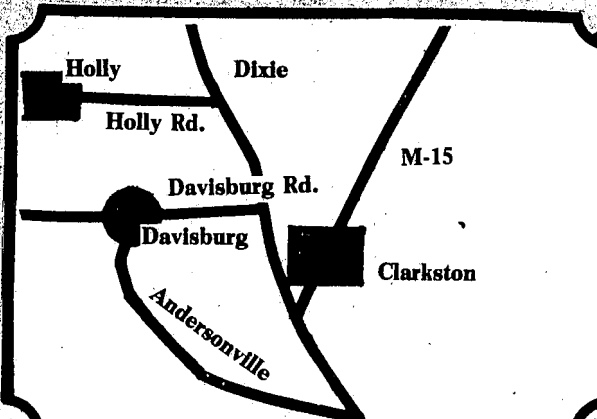 Holly
Dixie
Holly Rd.
M-15
Davisburg Rd.
Davisburg
Clarkston
Andersonville